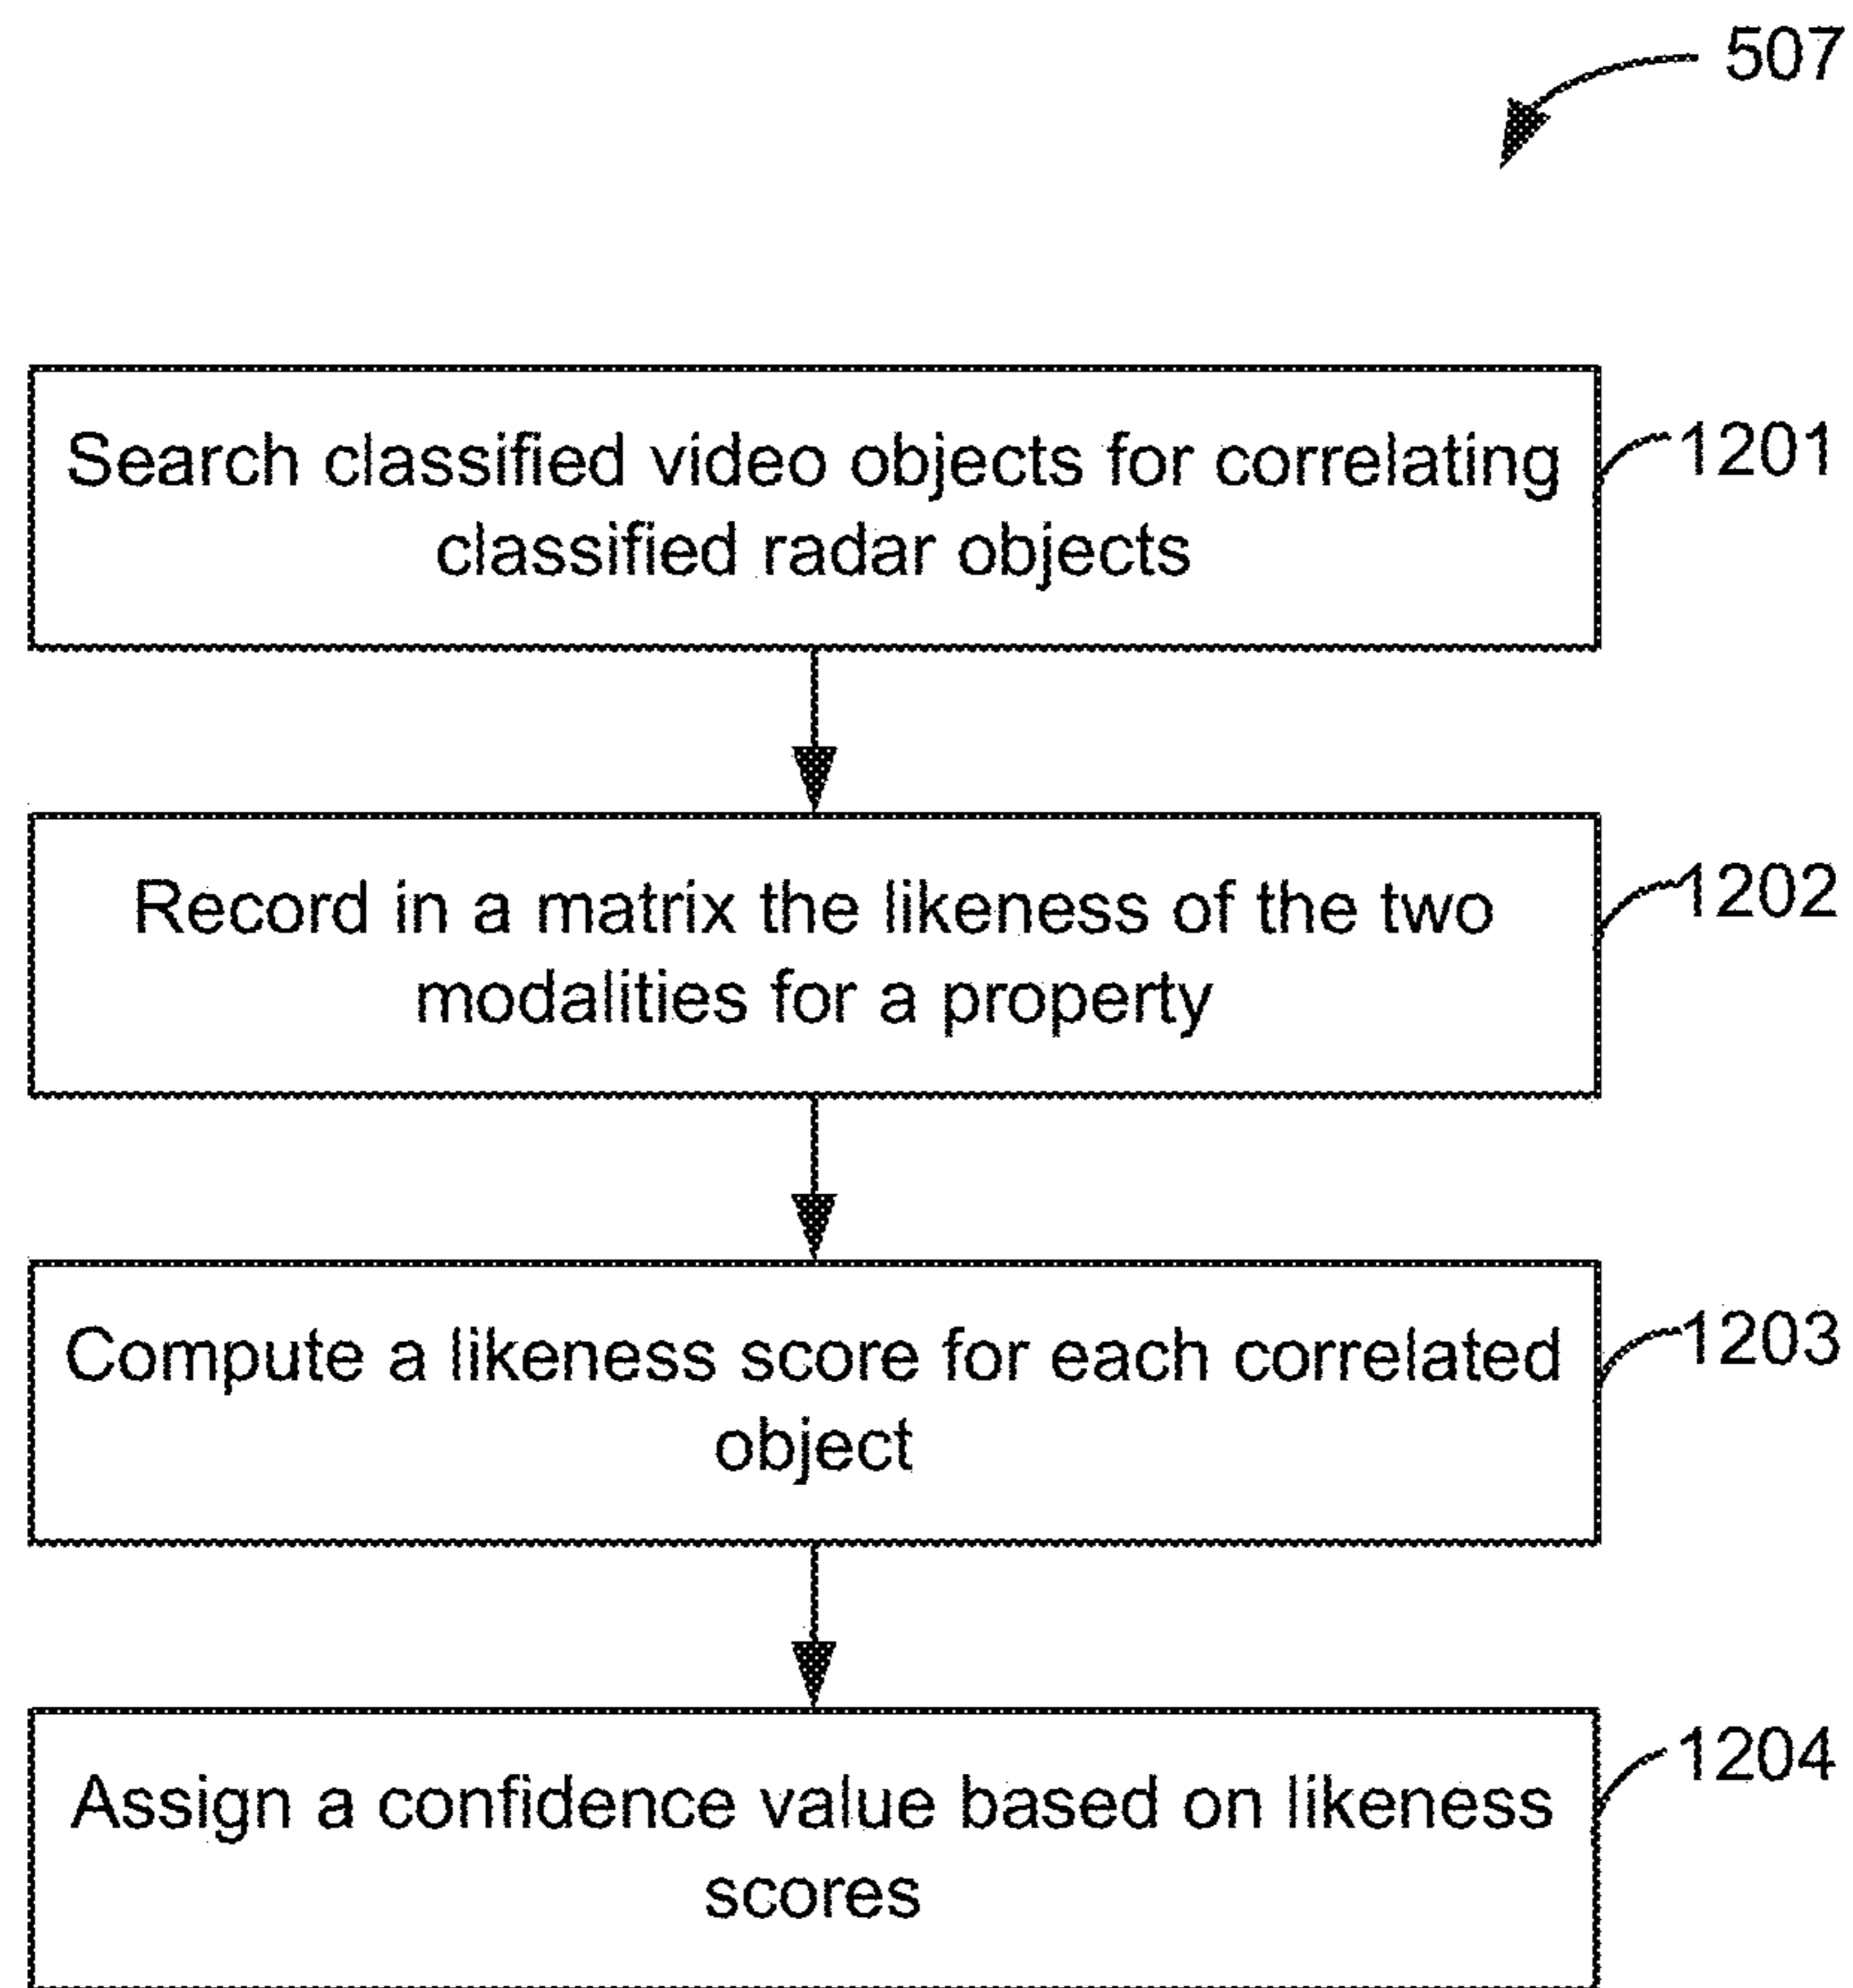 507
Search classified video objects for correlating
classified radar objects
1201
Record in a matrix the likeness of the two
modalities for a property
1202
Compute a likeness score for each correlated
object
1203
Assign a confidence value based on likeness
scores
1204